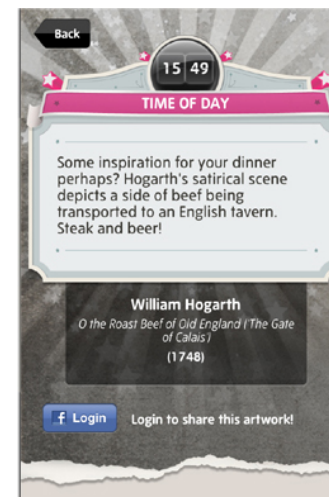 Back
15 49
TIME OF DAY
Some inspiration for your dinner
perhaps? Hogarth's satirical scene
depicts a side of beef being
transported to an English tavern.
Steak and beer!
William Hogarth
O the Roast Beef of Old England ('The Gate
of Calais')
(1748)
f Login
Login to share this artwork!